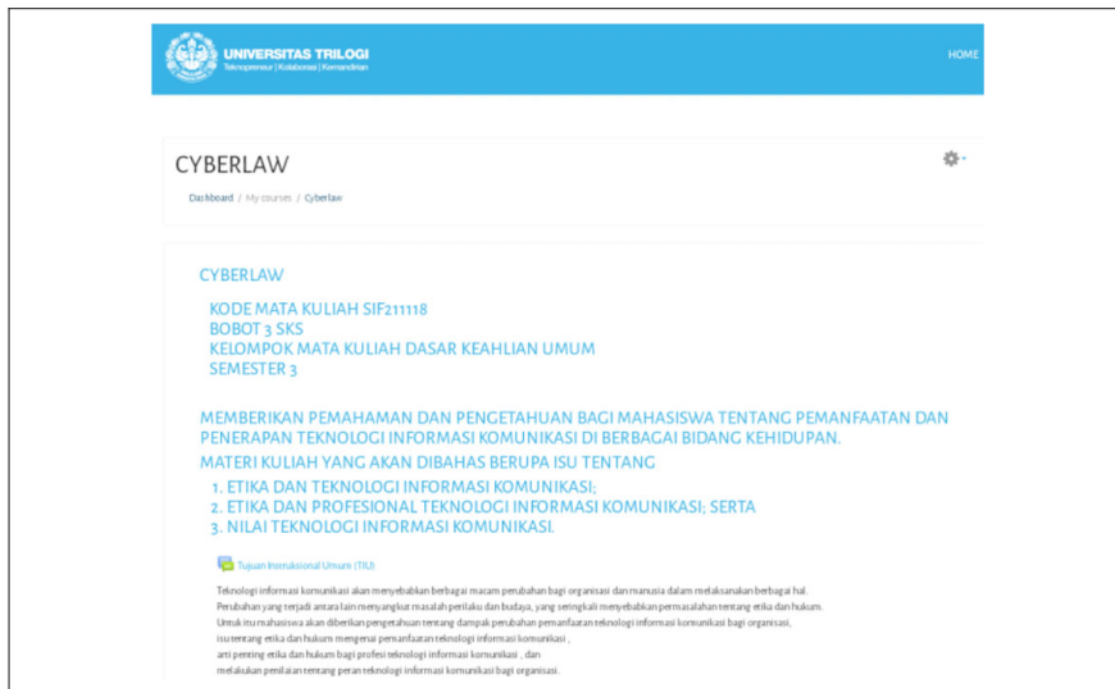 UNIVERSITAS TRILOGI
Teknopreneur | Kolaborasi | Kemandirian
HOME
CYBERLAW
Dashboard / My courses / Cyberlaw
CYBERLAW
KODE MATA KULIAH SIF211118
BOBOT 3 SKS
KELOMPOK MATA KULIAH DASAR KEAHLIAN UMUM
SEMESTER 3
MEMBERIKAN PEMAHAMAN DAN PENGETAHUAN BAGI MAHASISWA TENTANG PEMANFAATAN DAN
PENERAPAN TEKNOLOGI INFORMASI KOMUNIKASI DI BERBAGAI BIDANG KEHIDUPAN.
MATERI KULIAH YANG AKAN DIBAHAS BERUPA ISU TENTANG
1. ETIKA DAN TEKNOLOGI INFORMASI KOMUNIKASI;
2. ETIKA DAN PROFESIONAL TEKNOLOGI INFORMASI KOMUNIKASI; SERTA
3. NILAI TEKNOLOGI INFORMASI KOMUNIKASI.
Tujuan Instruksional Umum (TIU)
Teknologi informasi komunikasi akan menyebabkan berbagai macam perubahan bagi organisasi dan manusia dalam melaksanakan berbagai hal.
Perubahan yang terjadi antara lain menyangkut masalah perilaku dan budaya, yang seringkali menyebabkan permasalahan tentang etika dan hukum.
Untuk itu mahasiswa akan diberikan pengetahuan tentang dampak perubahan pemanfaatan teknologi informasi komunikasi bagi organisasi,
isu tentang etika dan hukum mengenai pemanfaatan teknologi informasi komunikasi ,
arti penting etika dan hukum bagi profesi teknologi informasi komunikasi , dan
melakukan penilaian tentang peran teknologi informasi komunikasi bagi organisasi.